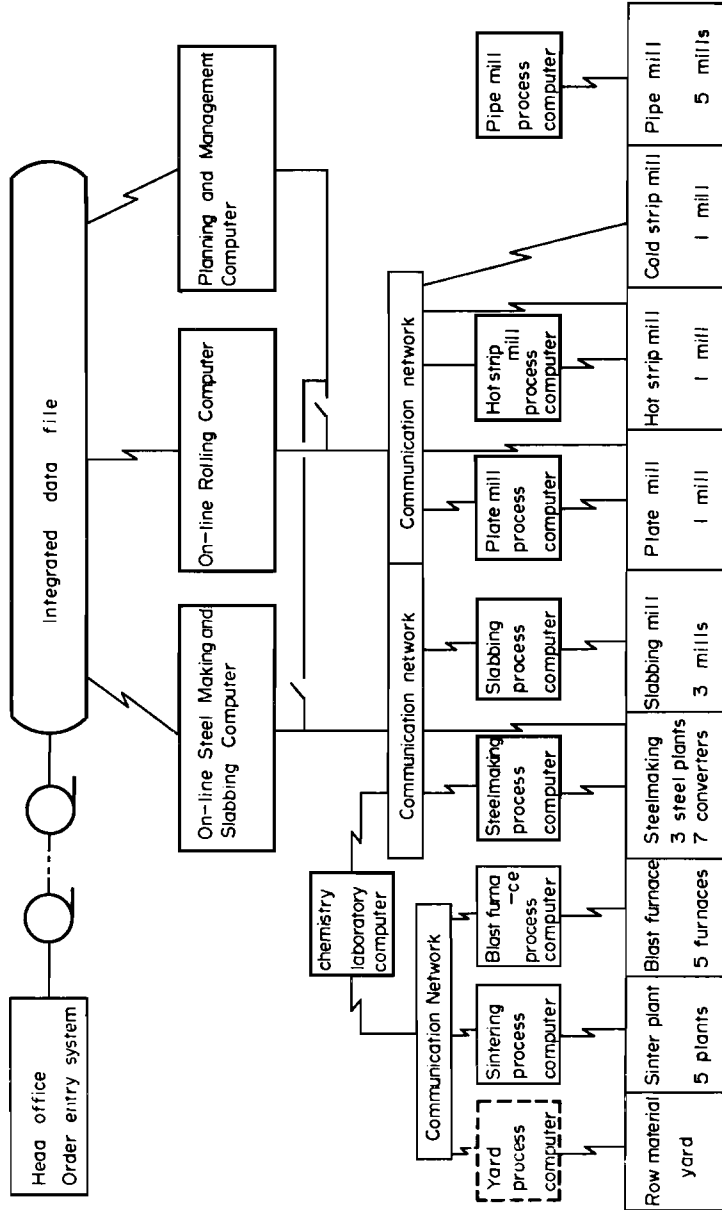 Heaa office
Order entry system
Integrated data file
On-line Steel Making and
Slabbing Computer
On-line Rolling Computer
Planning and Management
Computer
chemistry
laboratory
computer
Communication Network
Communication network
Communication network
Yard
prucess
computer
Sintering
process
computer
Blast furna
-ce
process
computer
Steelmaking
process
computer
Slabbing
process
computer
Plate mill
process
computer
Hot strip
mill
process
computer
Pipe mill
process
computer
Row material
yard
Sinter plant
5 plants
Blast furnace
5 furnaces
Steelmaking
3 steel plants
7 converters
Slabbing mill
3 mills
Plate mill
1 mill
Hot strip mill
1 mill
Cold strip mill
1 mill
Pipe mill
5 mills